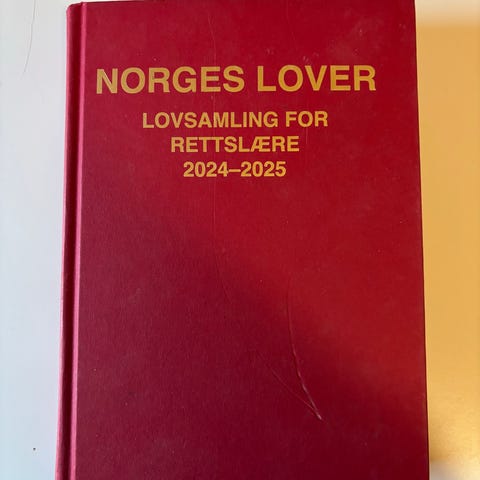 NORGES LOVER
LOVSAMLING FOR
RETTSLÆRE
2024–2025